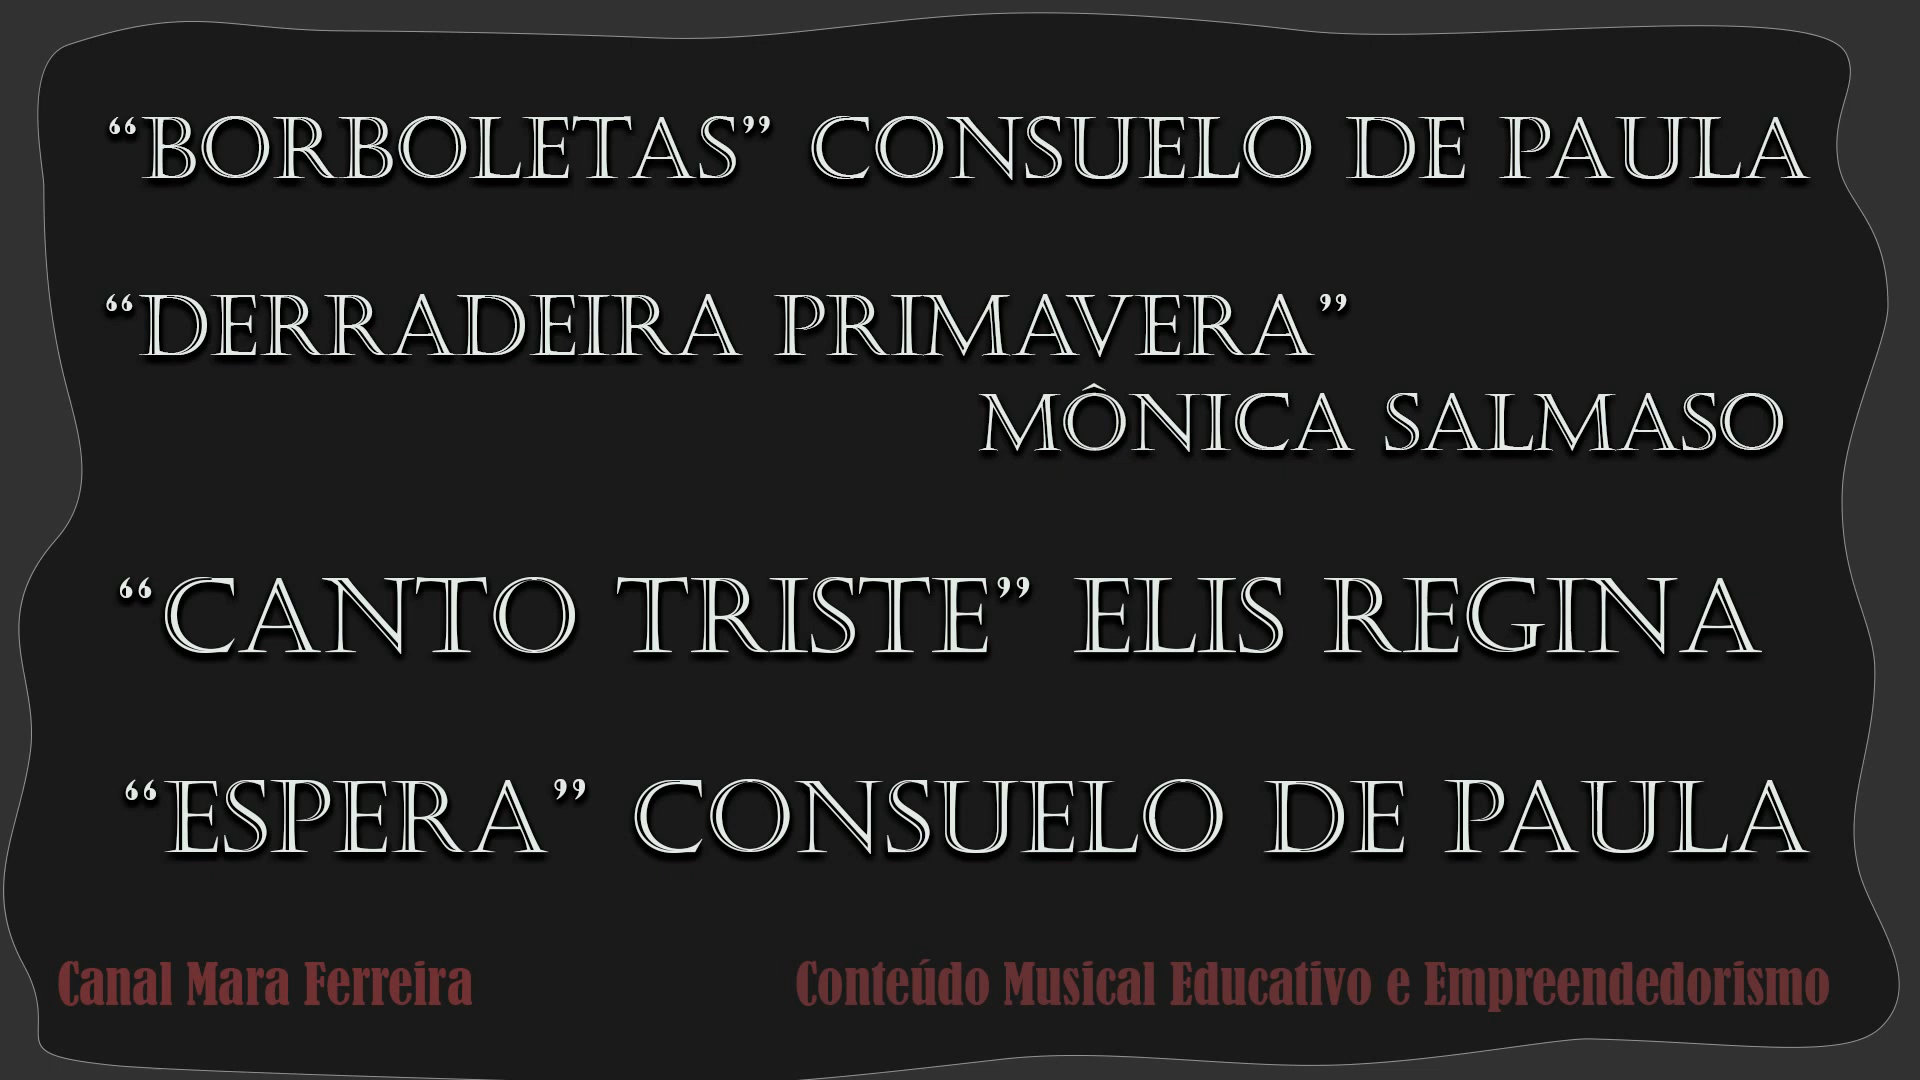 “BORBOLETAS” CONSUELO DE PAULA
“DERRADEIRA PRIMAVERA”
MÔNICA SALMASO
“CANTO TRISTE” ELIS REGINA
“ESPERA” CONSUELO DE PAULA
Canal Mara Ferreira Conteúdo Musical Educativo e Empreendedorismo